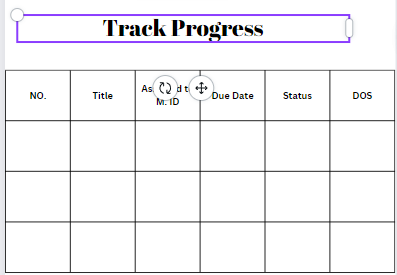 Track Progress
NO.
Title
M. ID
Due Date
Status
DOS